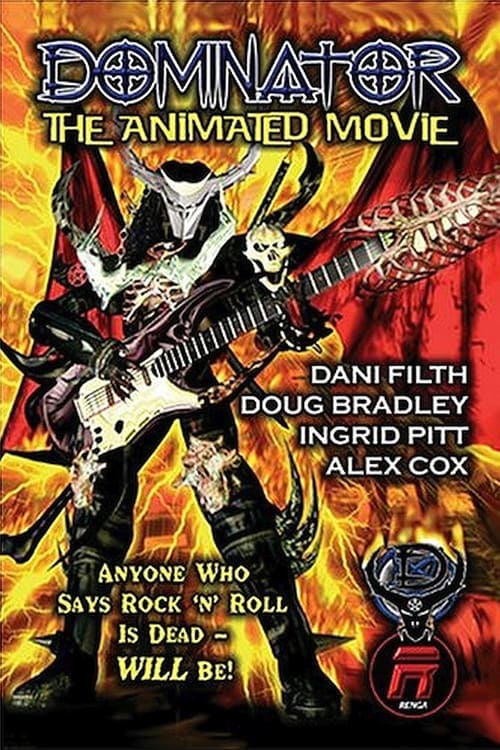 DOMINATOR
THE ANIMATED MOVIE
DANI FILTH
DOUG BRADLEY
INGRID PITT
ALEX COX
ANYONE WHO
SAYS ROCK 'N' ROLL
IS DEAD –
WILL BE!
D
RENGA